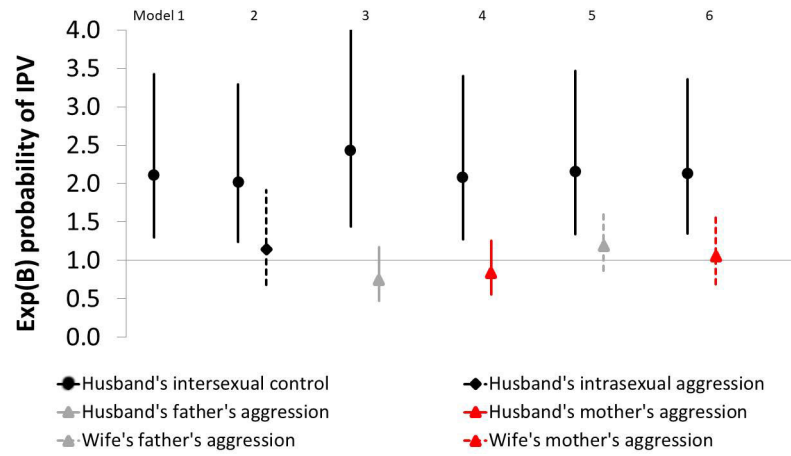 Model 1 2 3 4 5 6
4.0
3.5
3.0
2.5
2.0
1.5
1.0
0.5
0.0
Exp(B) probability of IPV
Husband's intersexual control
Husband's intrasexual aggression
Husband's father's aggression
Husband's mother's aggression
Wife's father's aggression
Wife's mother's aggression